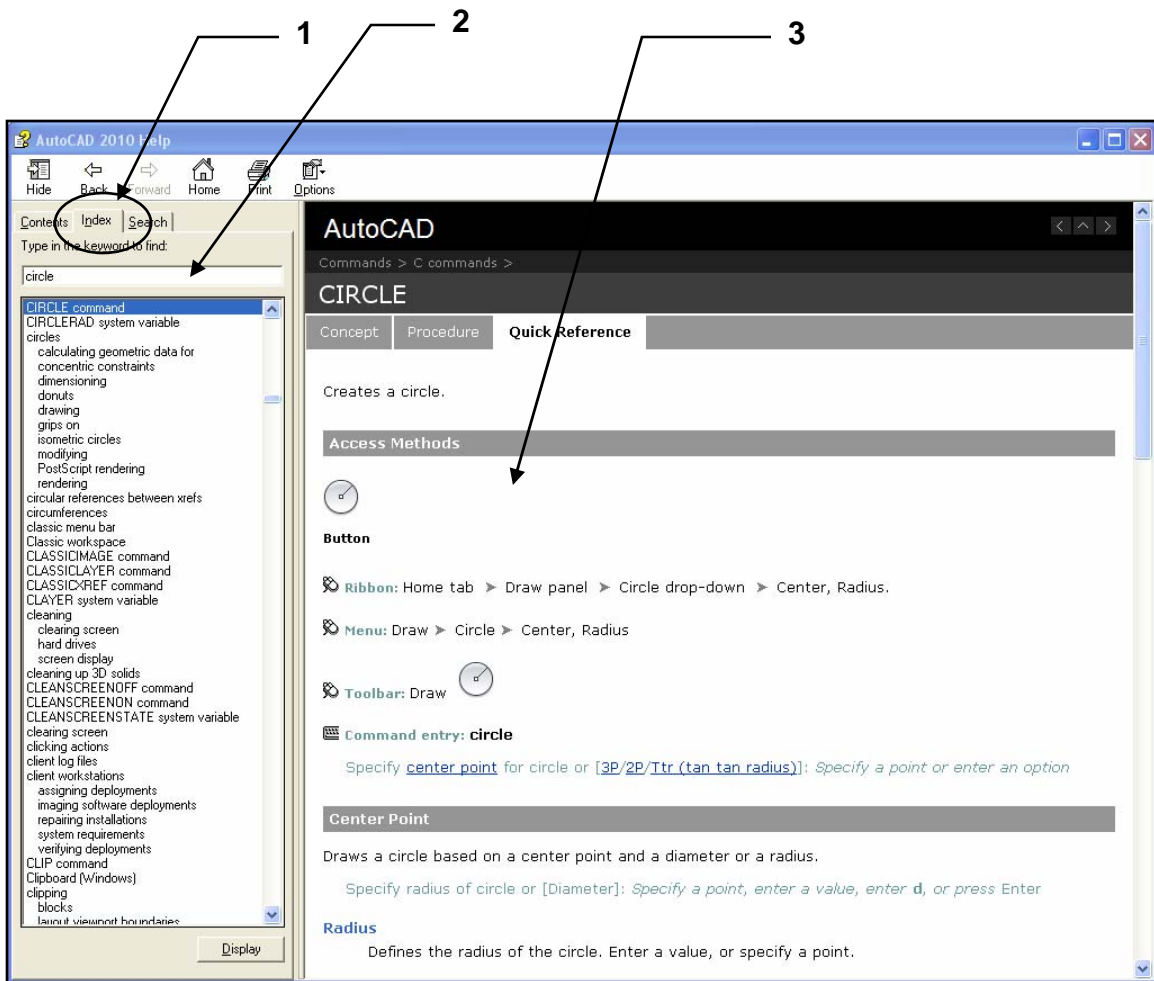 1
2
3
AutoCAD 2010 Help
Hide Back Forward Home Print Options
Contents Index Search
Type in the keyword to find:
circle
CIRCLE command
CIRCLERAD system variable
circles
calculating geometric data for
concentric constraints
dimensioning
donuts
drawing
grips on
isometric circles
modifying
PostScript rendering
rendering
circular references between xrefs
circumferences
classic menu bar
Classic workspace
CLASSICIMAGE command
CLASSICLAYER command
CLASSICXREF command
CLAYER system variable
cleaning
clearing screen
hard drives
screen display
cleaning up 3D solids
CLEANSCREENOFF command
CLEANSCREENON command
CLEANSCREENSTATE system variable
clearing screen
clicking actions
client log files
client workstations
assigning deployments
imaging software deployments
repairing installations
system requirements
verifying deployments
CLIP command
Clipboard (Windows)
clipping
blocks
layout viewport boundaries
Display
AutoCAD
Commands > C commands >
CIRCLE
Concept Procedure Quick Reference
Creates a circle.
Access Methods
Button
Ribbon: Home tab ➤ Draw panel ➤ Circle drop-down ➤ Center, Radius.
Menu: Draw ➤ Circle ➤ Center, Radius
Toolbar: Draw
Command entry: circle
Specify center point for circle or [3P/2P/Ttr (tan tan radius)]: Specify a point or enter an option
Center Point
Draws a circle based on a center point and a diameter or a radius.
Specify radius of circle or [Diameter]: Specify a point, enter a value, enter d, or press Enter
Radius
Defines the radius of the circle. Enter a value, or specify a point.